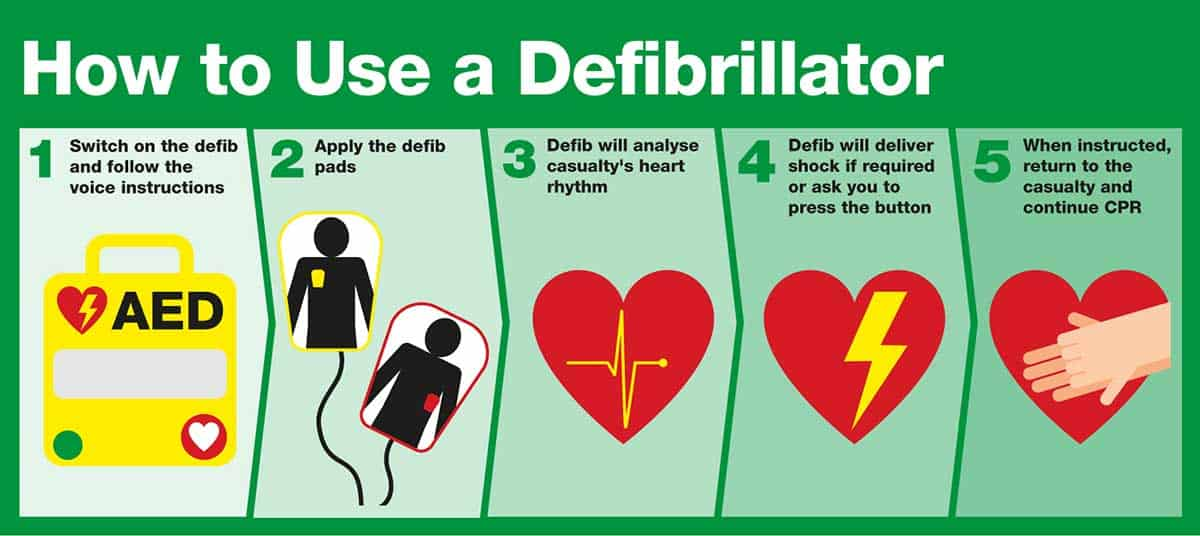 How to Use a Defibrillator
1
Switch on the defib
and follow the
voice instructions
AED
2
Apply the defib
pads
3
Defib will analyse
casualty's heart
rhythm
4
Defib will deliver
shock if required
or ask you to
press the button
5
When instructed,
return to the
casualty and
continue CPR